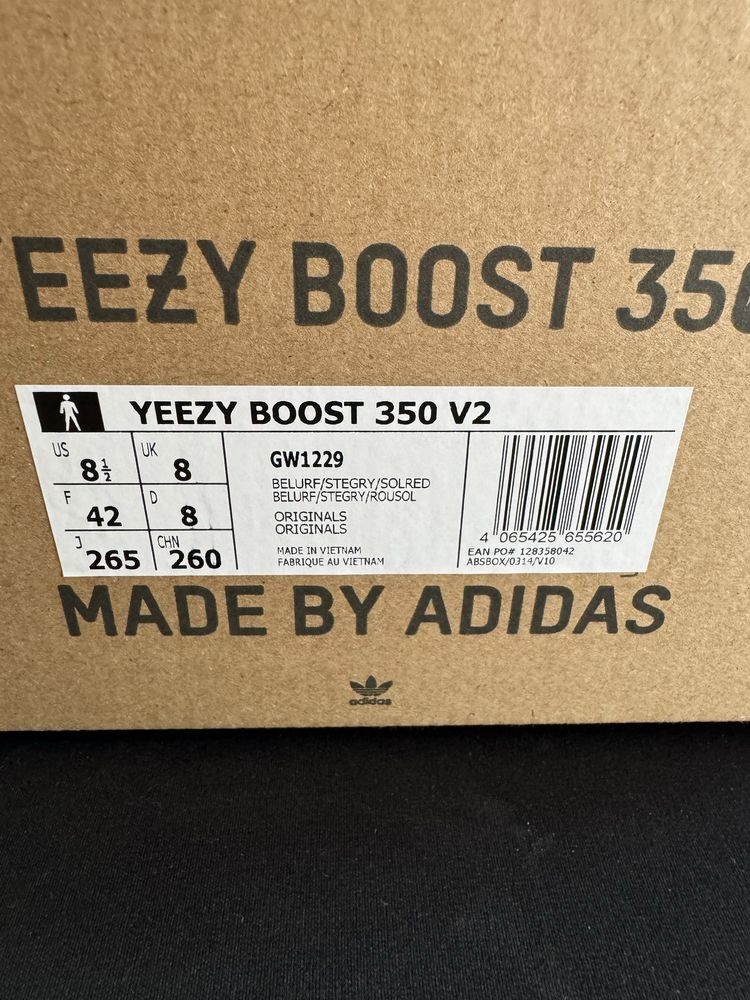 YEEZY BOOST 350
YEEZY BOOST 350 V2
US 8½ UK 8
F 42 D 8
J 265 CHN 260
GW1229
BELURF/STEGRY/SOLRED
BELURF/STEGRY/ROUSOL
ORIGINALS
ORIGINALS
MADE IN VIETNAM
FABRIQUE AU VIETNAM
4 065425 655620
EAN PO# 128358042
ABSBOX/0314/V10
MADE BY ADIDAS
adidas